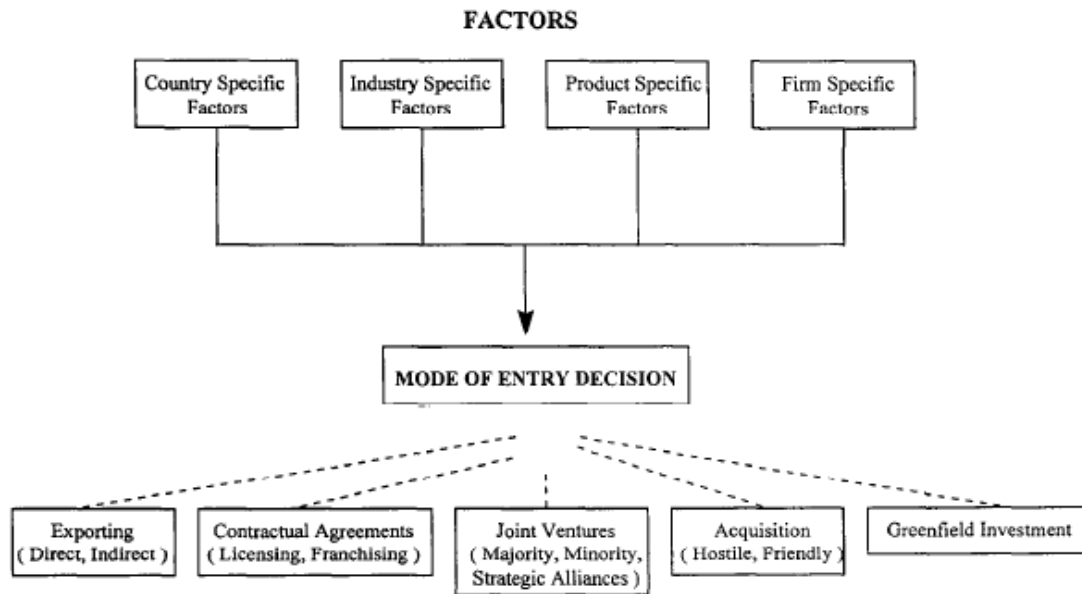 FACTORS
Country Specific
Factors
Industry Specific
Factors
Product Specific
Factors
Firm Specific
Factors
MODE OF ENTRY DECISION
Exporting
( Direct, Indirect )
Contractual Agreements
( Licensing, Franchising )
Joint Ventures
( Majority, Minority,
Strategic Alliances )
Acquisition
( Hostile, Friendly )
Greenfield Investment